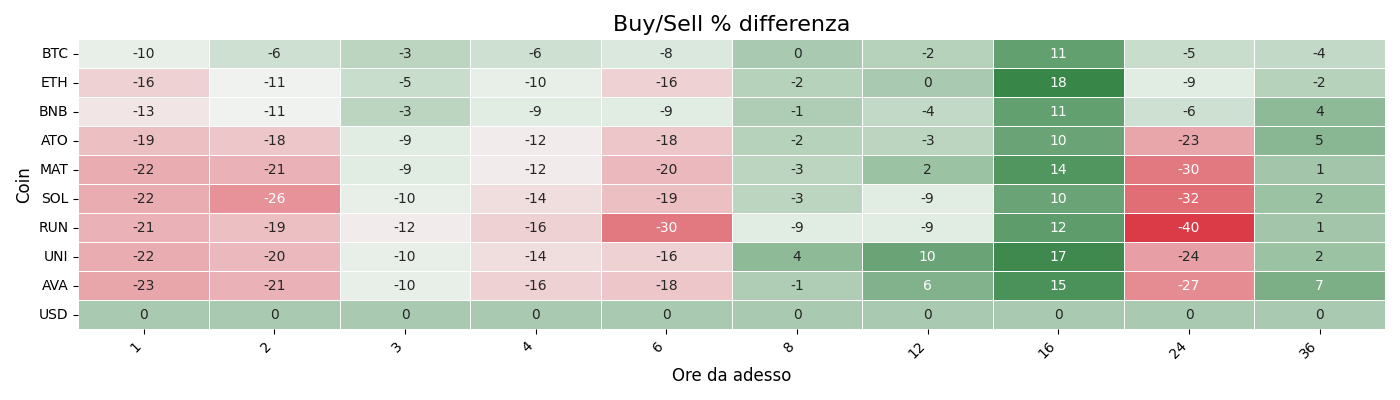 Buy/Sell % differenza
BTC -10 -6 -3 -6 -8 0 -2 11 -5 -4
ETH -16 -11 -5 -10 -16 -2 0 18 -9 -2
BNB -13 -11 -3 -9 -9 -1 -4 11 -6 4
ATO -19 -18 -9 -12 -18 -2 -3 10 -23 5
MAT -22 -21 -9 -12 -20 -3 2 14 -30 1
SOL -22 -26 -10 -14 -19 -3 -9 10 -32 2
RUN -21 -19 -12 -16 -30 -9 -9 12 -40 1
UNI -22 -20 -10 -14 -16 4 10 17 -24 2
AVA -23 -21 -10 -16 -18 -1 6 15 -27 7
USD 0 0 0 0 0 0 0 0 0 0
Coin
1 2 3 4 6 8 12 16 24 36
Ore da adesso